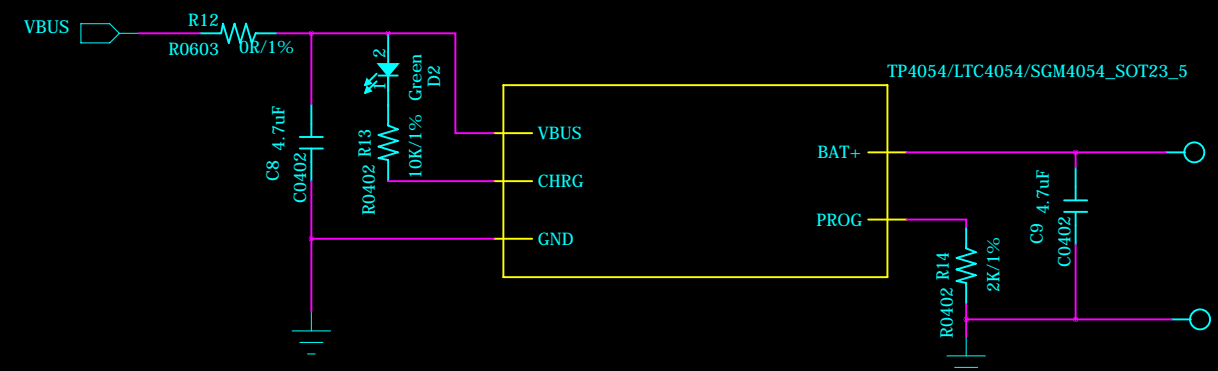 VBUS
R12
R0603
0R/1%
C8 4.7uF
C0402
2
1
Green
D2
R0402 R13
10K/1%
TP4054/LTC4054/SGM4054_SOT23_5
VBUS
CHRG
GND
BAT+
PROG
R0402 R14
2K/1%
C9 4.7uF
C0402